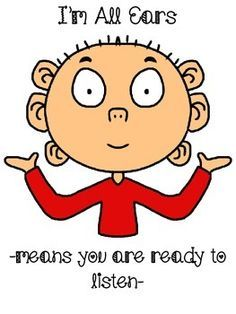 I'm All Ears
-means you are ready to
listen-